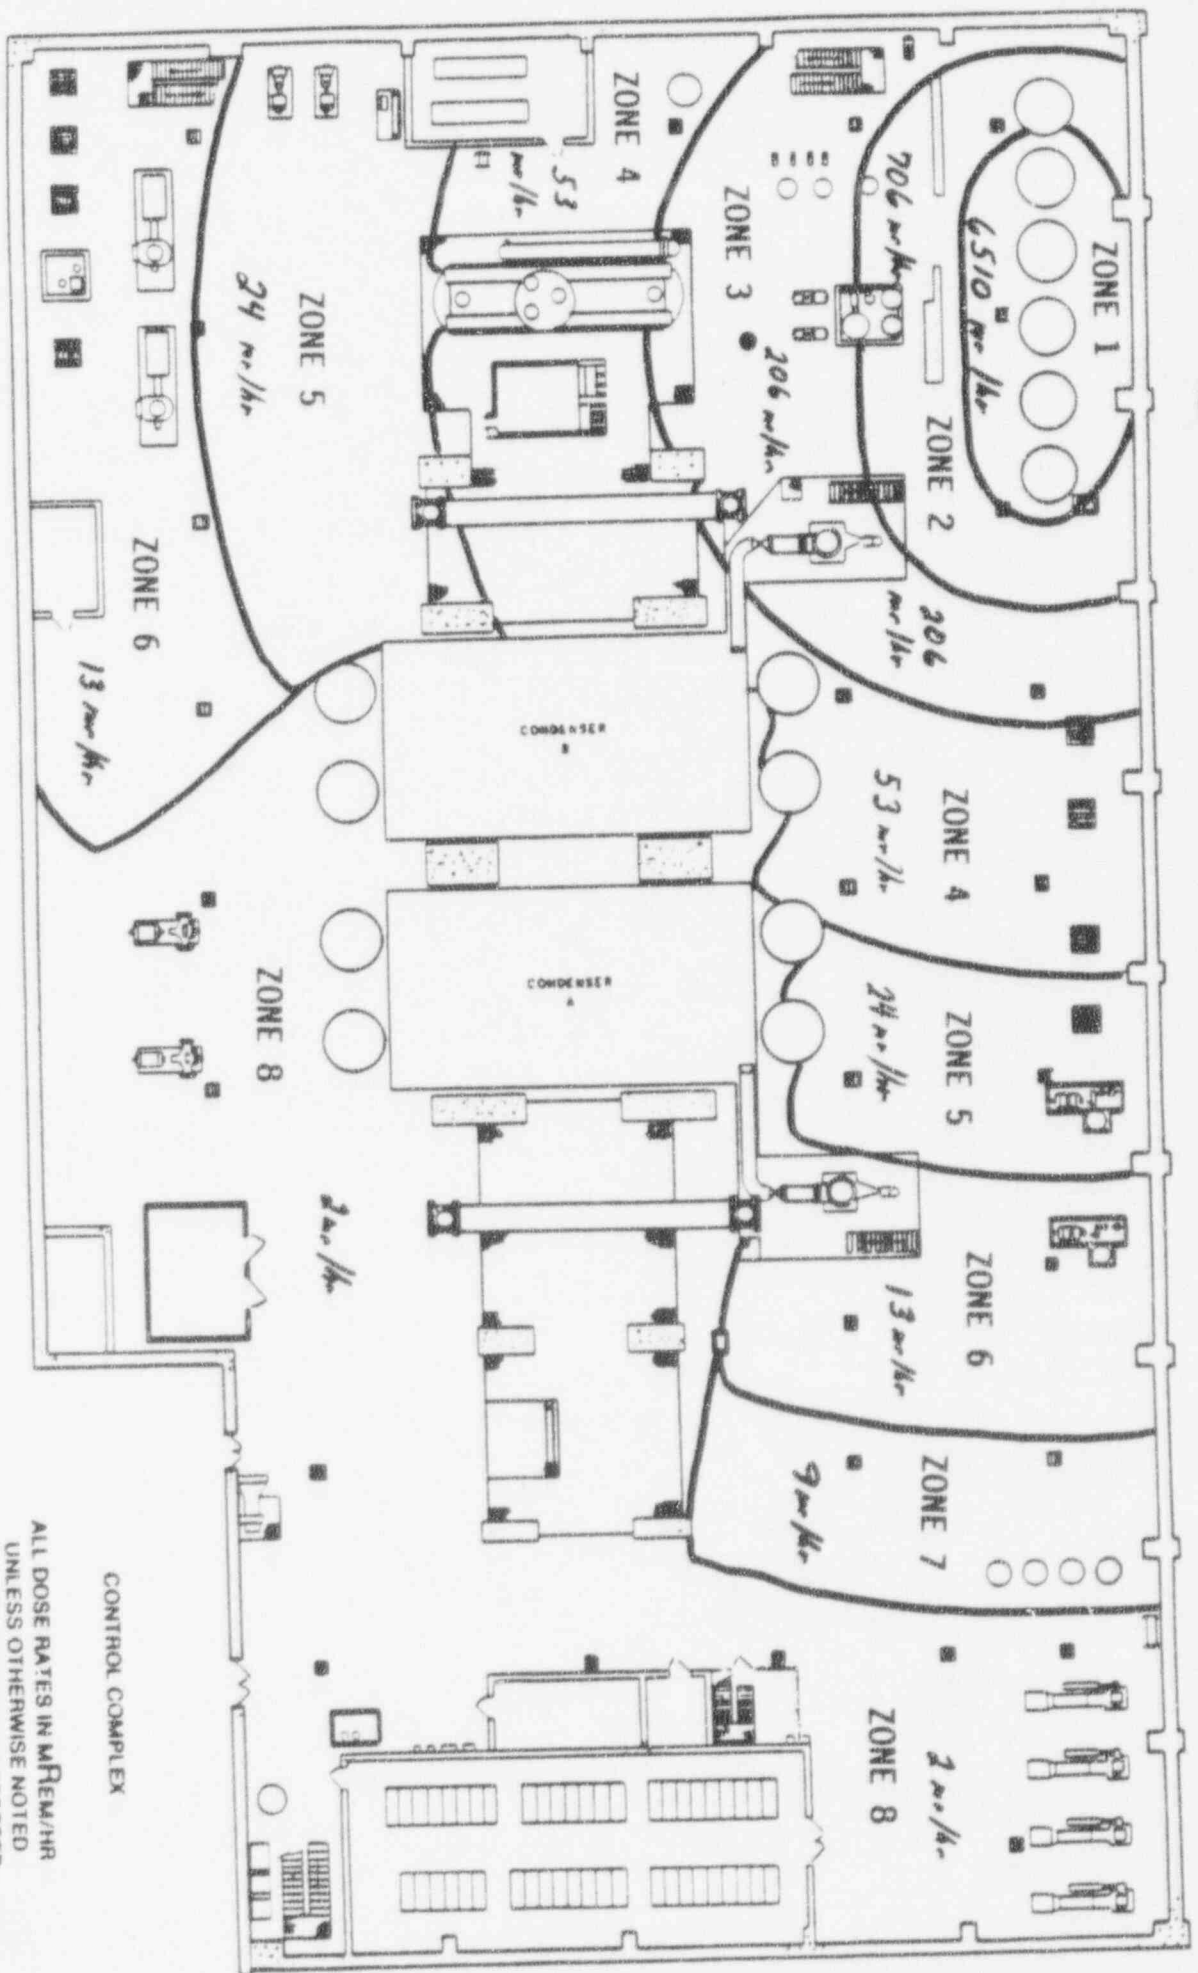 ZONE 1
6510 mr/hr
ZONE 2
706 mr/hr
ZONE 3
206 mr/hr
206
mr/hr
ZONE 4
53
mr/hr
ZONE 4
53 mr/hr
ZONE 5
24 mr/hr
ZONE 5
24 mr/hr
ZONE 6
13 mr/hr
ZONE 6
13 mr/hr
ZONE 7
9 mr/hr
ZONE 8
2 mr/hr
ZONE 8
2 mr/hr
CONDENSER
B
CONDENSER
A
CONTROL COMPLEX
ALL DOSE RATES IN MREM/HR
UNLESS OTHERWISE NOTED